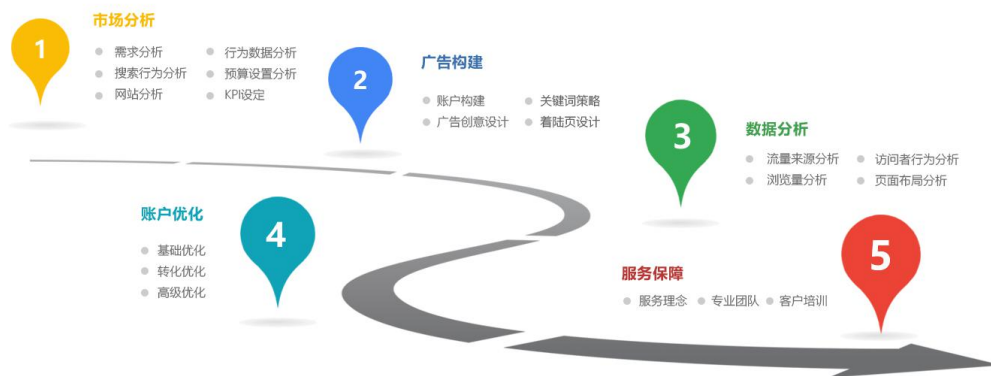 1
市场分析
需求分析
行为数据分析
搜索行为分析
预算设置分析
网站分析
KPI设定
2
广告构建
账户构建
关键词策略
广告创意设计
着陆页设计
3
数据分析
流量来源分析
访问者行为分析
浏览量分析
页面布局分析
4
账户优化
基础优化
转化优化
高级优化
5
服务保障
服务理念
专业团队
客户培训